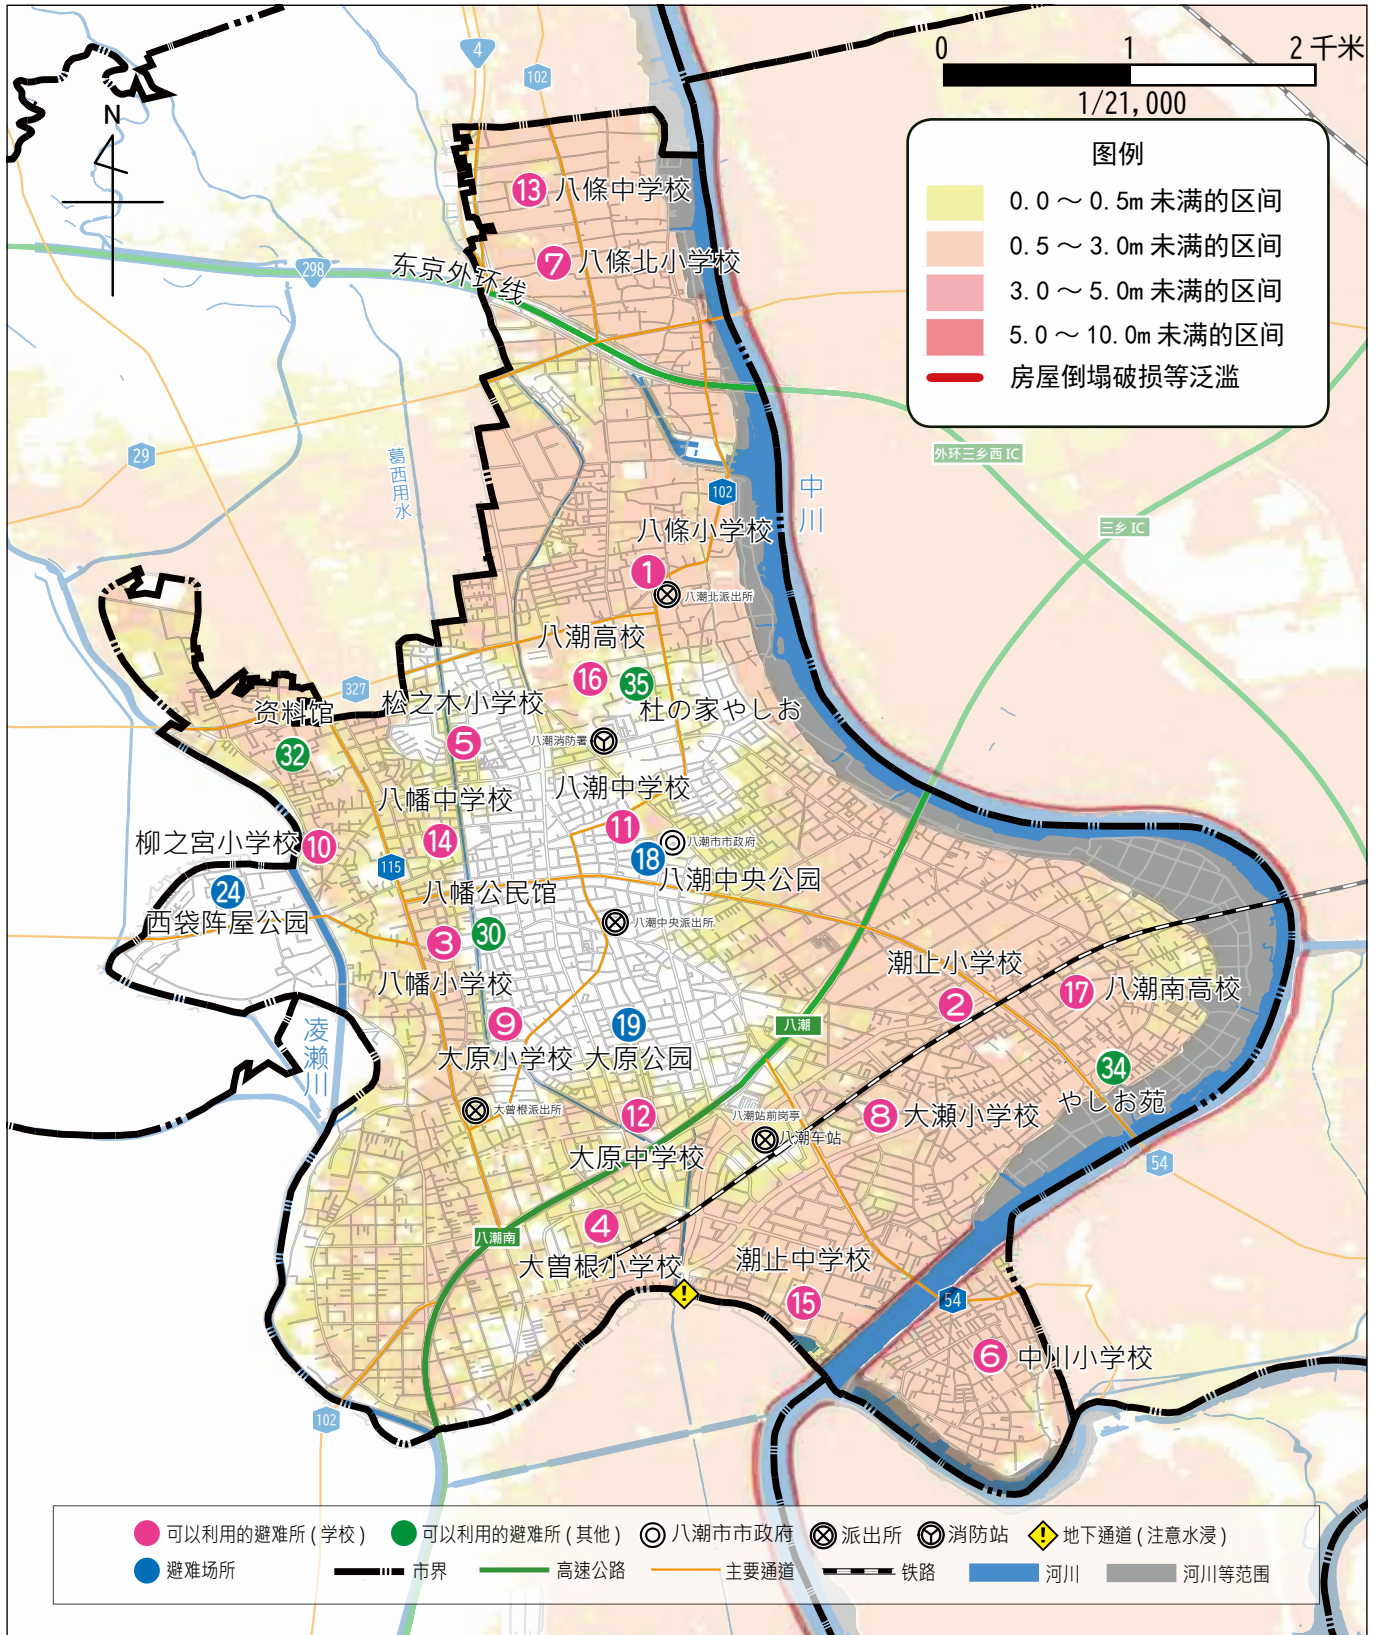 0 1 2 千米
1/21,000
N
图例
0.0 ～ 0.5m 未满的区间
0.5 ～ 3.0m 未满的区间
3.0 ～ 5.0m 未满的区间
5.0 ～ 10.0m 未满的区间
房屋倒塌破损等泛滥
4
102
13 八條中学校
7 八條北小学校
东京外环线
298
29
葛西用水
外环三乡西 IC
三乡 IC
102
中川
八條小学校
1
八潮北派出所
八潮高校
16
35
杜の家やしお
327
松之木小学校
5
资料馆
32
八潮消防署
八潮中学校
11
八幡中学校
14
柳之宮小学校
10
115
八潮市市政府
18
八潮中央公园
24
西袋阵屋公园
八幡公民馆
30
3
八幡小学校
八潮中央派出所
潮止小学校
2
17 八潮南高校
9
大原小学校
19
大原公园
八潮
凌濑川
34
やしお苑
大曾根派出所
12
大原中学校
八潮站前岗亭
八潮车站
8 大瀬小学校
54
4
大曽根小学校
八潮南
潮止中学校
15
54
6 中川小学校
102
可以利用的避难所 ( 学校 )
可以利用的避难所 ( 其他 )
八潮市市政府
派出所
消防站
地下通道 ( 注意水浸 )
避难场所
市界
高速公路
主要通道
铁路
河川
河川等范围